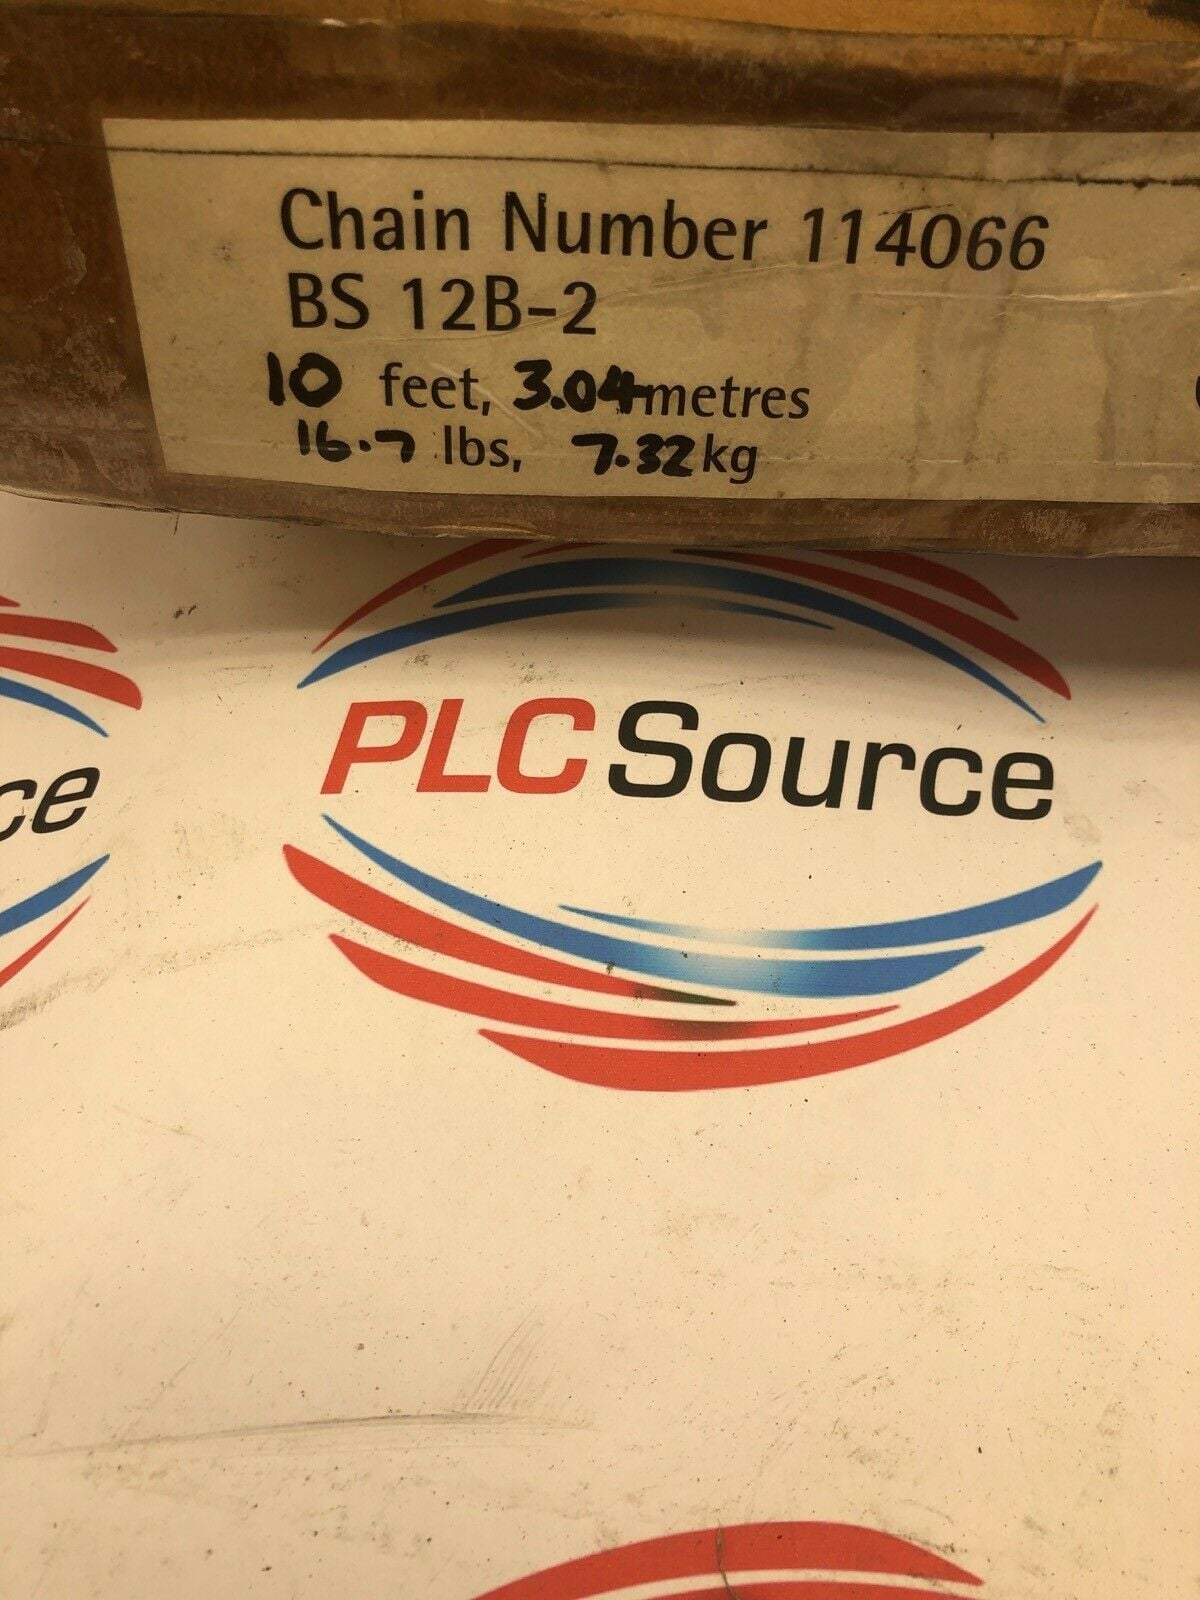 Chain Number 114066
BS 12B-2
10 feet, 3.04 metres
16.7 lbs, 7.32 kg
PLC Source
ce